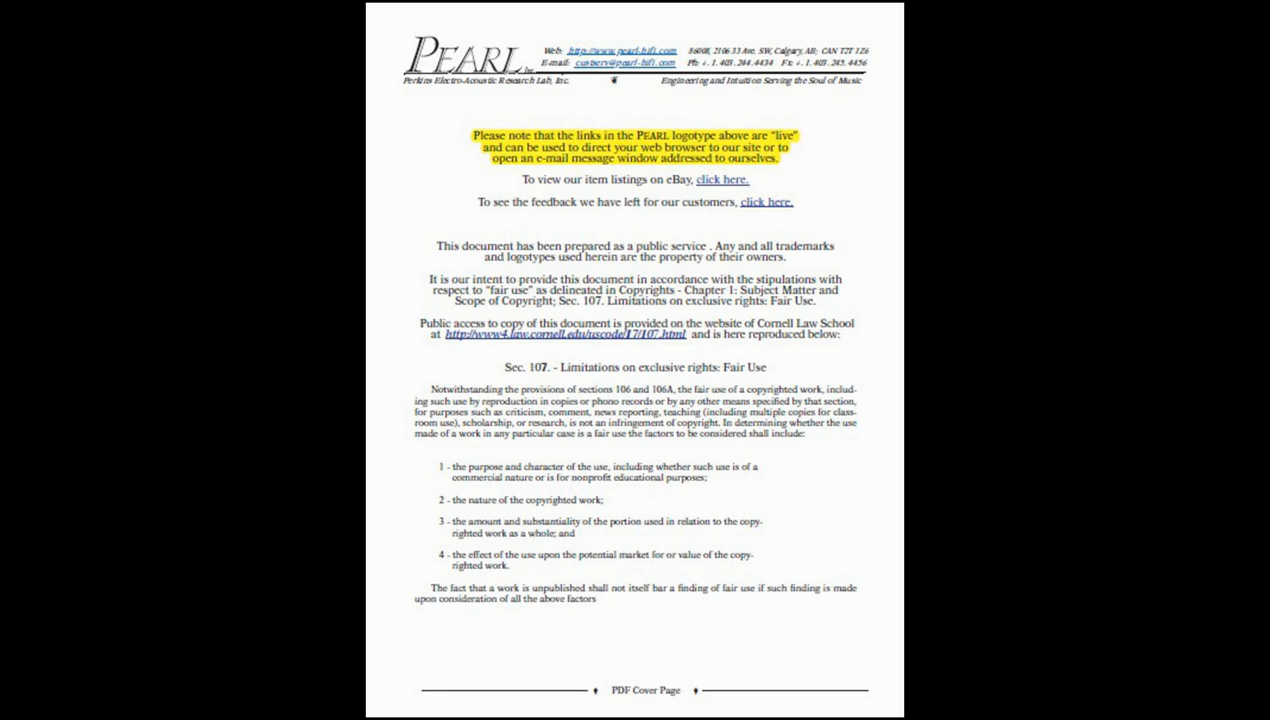 PEARL Inc. Web: http://www.pearl-hifi.com 86008, 2106 33 Ave. SW, Calgary, AB; CAN T2T 1Z6
E-mail: custserv@pearl-hifi.com Ph: +.1.403.244.4434 Fx: +.1.403.245.4456
Perkins Electro-Acoustic Research Lab, Inc. ❦ Engineering and Intuition Serving the Soul of Music
Please note that the links in the PEARL logotype above are "live"
and can be used to direct your web browser to our site or to
open an e-mail message window addressed to ourselves.
To view our item listings on eBay, click here.
To see the feedback we have left for our customers, click here.
This document has been prepared as a public service . Any and all trademarks
and logotypes used herein are the property of their owners.
It is our intent to provide this document in accordance with the stipulations with
respect to "fair use" as delineated in Copyrights - Chapter 1: Subject Matter and
Scope of Copyright; Sec. 107. Limitations on exclusive rights: Fair Use.
Public access to copy of this document is provided on the website of Cornell Law School
at http://www4.law.cornell.edu/uscode/17/107.html and is here reproduced below:
Sec. 107. - Limitations on exclusive rights: Fair Use
Notwithstanding the provisions of sections 106 and 106A, the fair use of a copyrighted work, includ-
ing such use by reproduction in copies or phono records or by any other means specified by that section,
for purposes such as criticism, comment, news reporting, teaching (including multiple copies for class-
room use), scholarship, or research, is not an infringement of copyright. In determining whether the use
made of a work in any particular case is a fair use the factors to be considered shall include:
1 - the purpose and character of the use, including whether such use is of a
commercial nature or is for nonprofit educational purposes;
2 - the nature of the copyrighted work;
3 - the amount and substantiality of the portion used in relation to the copy-
righted work as a whole; and
4 - the effect of the use upon the potential market for or value of the copy-
righted work.
The fact that a work is unpublished shall not itself bar a finding of fair use if such finding is made
upon consideration of all the above factors
PDF Cover Page